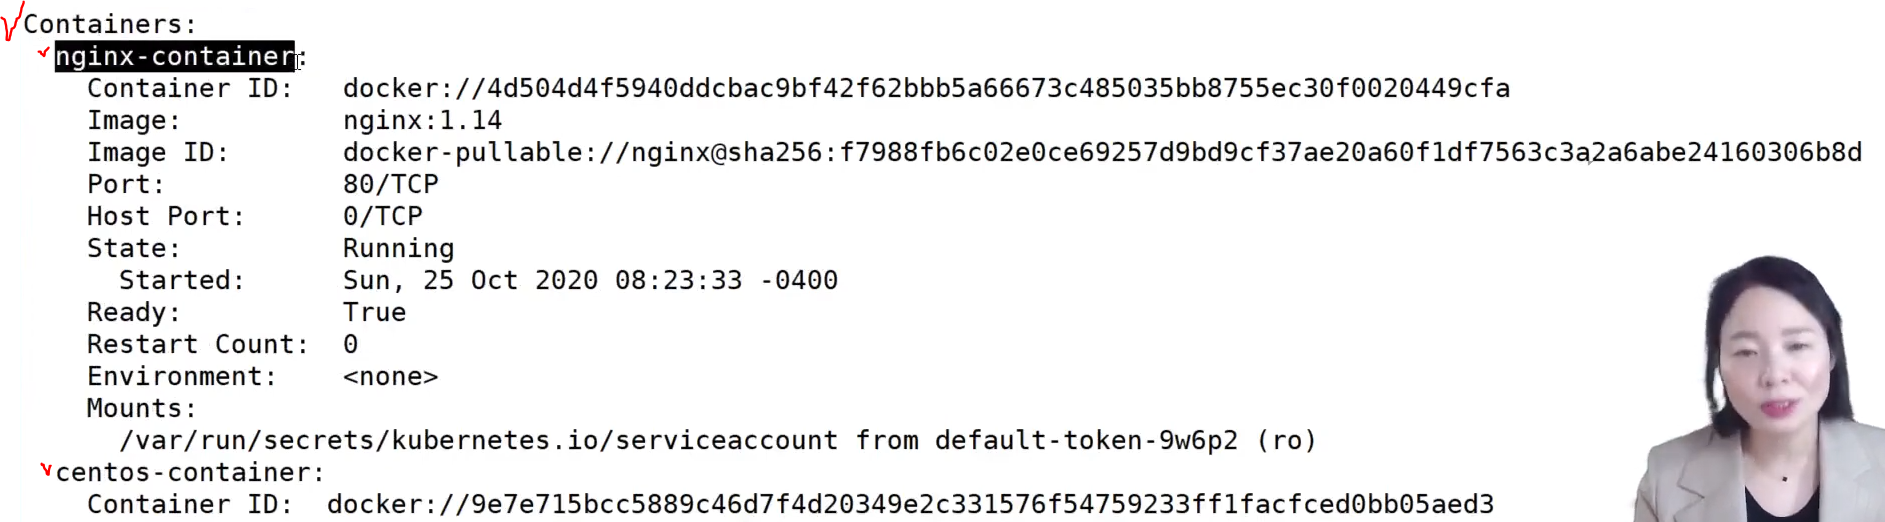 Containers:
nginx-container:
Container ID: docker://4d504d4f5940ddcbac9bf42f62bbb5a66673c485035bb8755ec30f0020449cfa
Image: nginx:1.14
Image ID: docker-pullable://nginx@sha256:f7988fb6c02e0ce69257d9bd9cf37ae20a60f1df7563c3a2a6abe24160306b8d
Port: 80/TCP
Host Port: 0/TCP
State: Running
Started: Sun, 25 Oct 2020 08:23:33 -0400
Ready: True
Restart Count: 0
Environment: <none>
Mounts:
/var/run/secrets/kubernetes.io/serviceaccount from default-token-9w6p2 (ro)
centos-container:
Container ID: docker://9e7e715bcc5889c46d7f4d20349e2c331576f54759233ff1facfced0bb05aed3